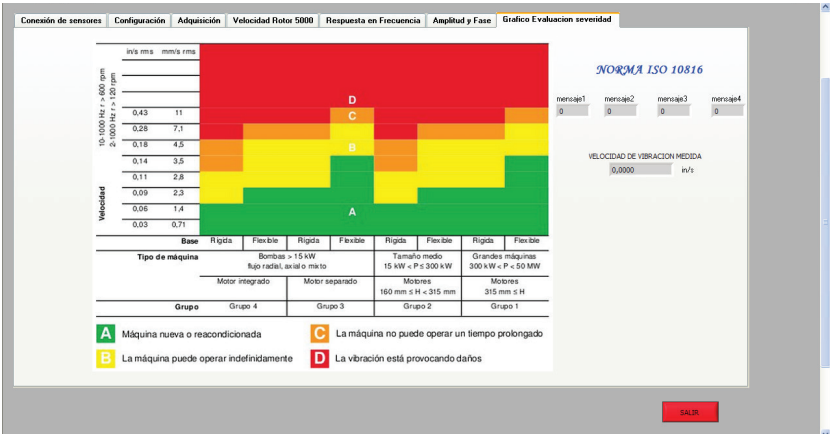 Conexión de sensores Configuración Adquisición Velocidad Rotor 5000 Respuesta en Frecuencia Amplitud y Fase Grafico Evaluacion severidad
NORMA ISO 10816
mensaje1 mensaje2 mensaje3 mensaje4
0 0 0 0
VELOCIDAD DE VIBRACION MEDIDA
0,0000 in/s
in/s rms mm/s rms
10-1000 Hz r > 600 rpm
2-1000 Hz r > 120 rpm
Velocidad
D
0,43 11 C
0,28 7,1
0,18 4,5 B
0,14 3,5
0,11 2,8
0,09 2,3
0,06 1,4 A
0,03 0,71
Base Rígida Flexible Rígida Flexible Rígida Flexible Rígida Flexible
Tipo de máquina
Bombas > 15 kW
flujo radial, axial o mixto
Tamaño medio
15 kW < P ≤ 300 kW
Grandes máquinas
300 kW < P < 50 MW
Motor integrado Motor separado
Motores
160 mm ≤ H < 315 mm
Motores
315 mm ≤ H
Grupo Grupo 4 Grupo 3 Grupo 2 Grupo 1
A Máquina nueva o reacondicionada
C La máquina no puede operar un tiempo prolongado
B La máquina puede operar indefinidamente
D La vibración está provocando daños
SALIR